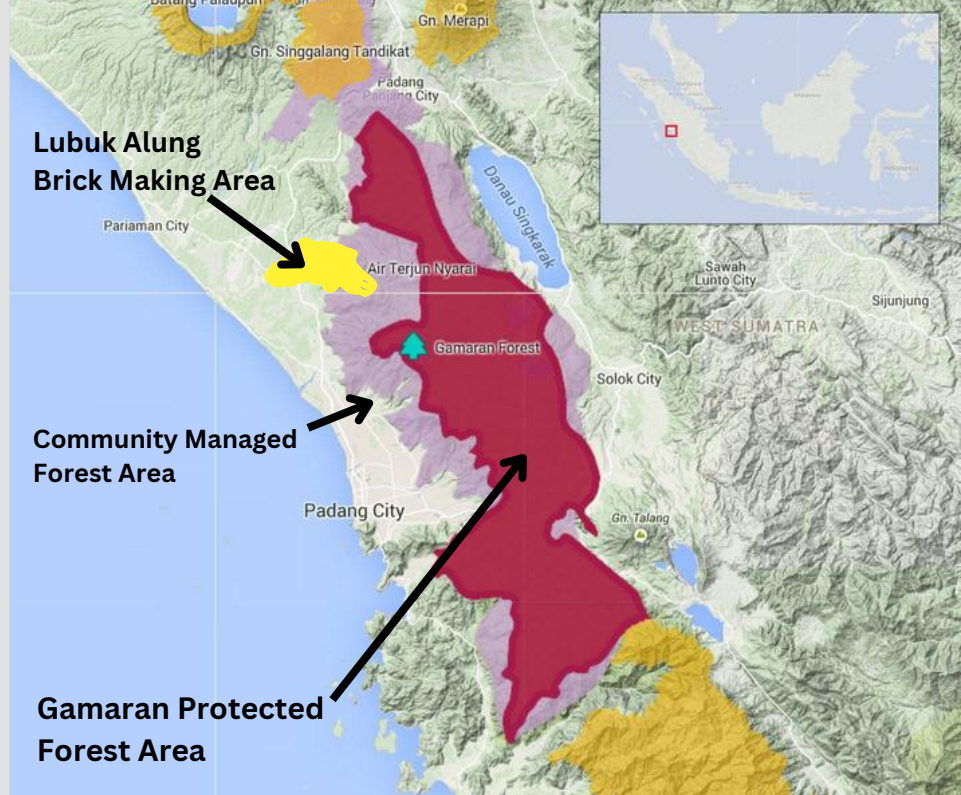 Gn. Merapi
Gn. Singgalang Tandikat
Padang
Panjang City
Lubuk Alung
Brick Making Area
Danau Singkarak
Pariaman City
Air Terjun Nyarai
Sawah
Lunto City
Sijunjung
WEST SUMATRA
Gamaran Forest
Solok City
Community Managed
Forest Area
Padang City
Gn. Talang
Gamaran Protected
Forest Area